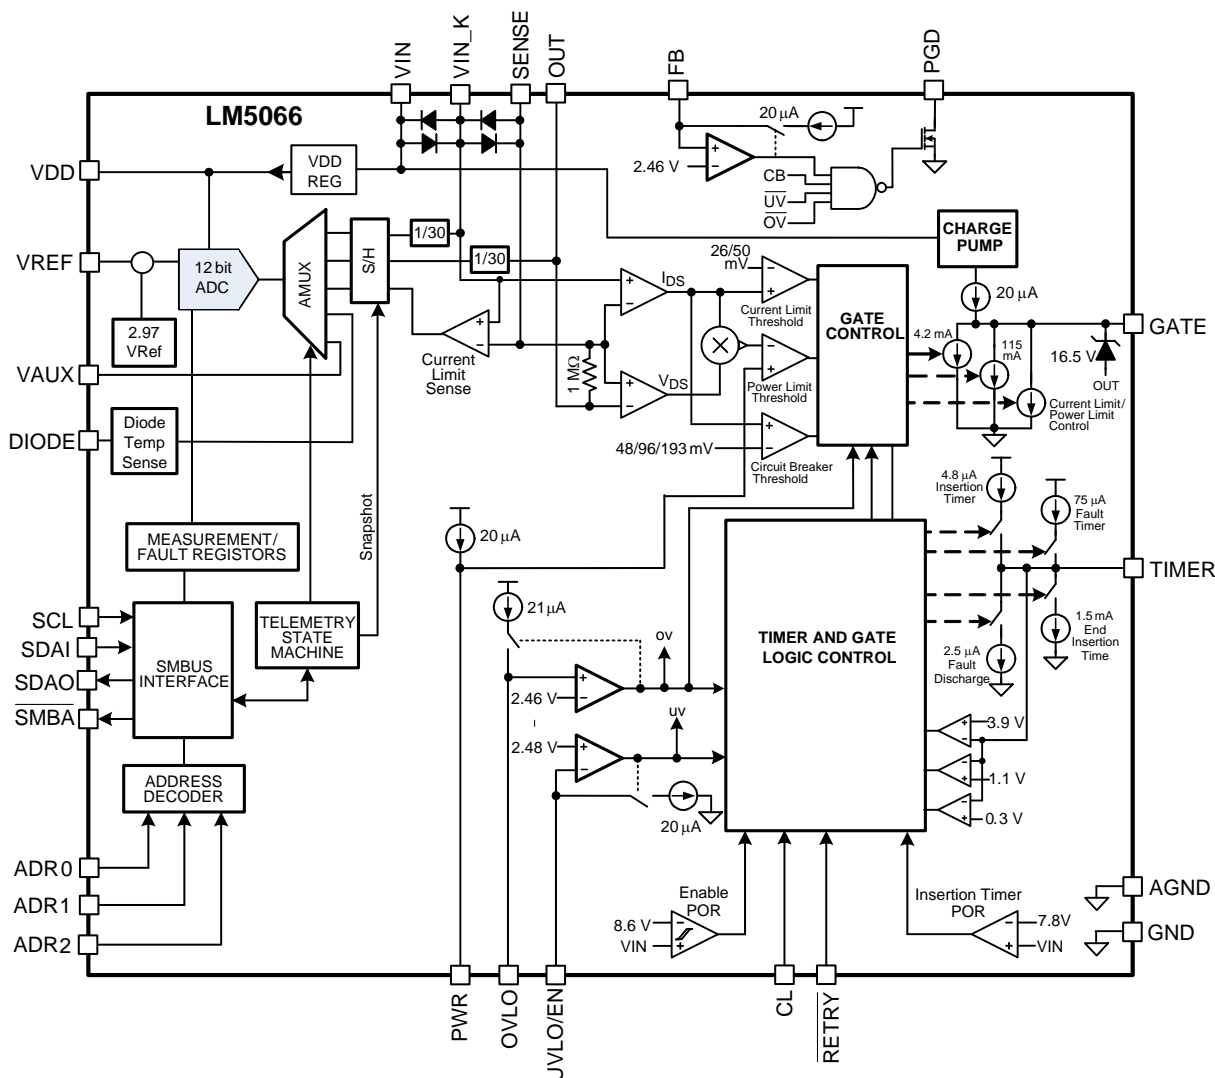 VIN
VIN_K
SENSE
OUT
FB
PGD
LM5066
20 µA
2.46 V
+
−
CB
UV
OV
VDD
VDD
REG
VREF
12 bit
ADC
AMUX
S/H
1/30
1/30
2.97
VRef
VAUX
DIODE
Diode
Temp
Sense
+
−
Current
Limit
Sense
1 MΩ
+
−
IDS
+
−
VDS
26/50
mV
−
+
Current Limit
Threshold
−
+
Power Limit
Threshold
48/96/193 mV
+
−
Circuit Breaker
Threshold
GATE
CONTROL
CHARGE
PUMP
20 µA
4.2 mA
115
mA
16.5 V
OUT
Current Limit/
Power Limit
Control
GATE
MEASUREMENT/
FAULT REGISTORS
Snapshot
20 µA
4.8 µA
Insertion
Timer
75 µA
Fault
Timer
TIMER
SCL
SDAI
SDAO
SMBA
SMBUS
INTERFACE
TELEMETRY
STATE
MACHINE
21 µA
ov
2.46 V
+
−
uv
2.48 V
+
−
20 µA
TIMER AND GATE
LOGIC CONTROL
2.5 µA
Fault
Discharge
1.5 mA
End
Insertion
Time
+
−
3.9 V
−
+
1.1 V
−
+
0.3 V
ADDRESS
DECODER
ADR0
ADR1
ADR2
Enable
POR
8.6 V
VIN
−
+
Insertion Timer
POR
−
+
7.8V
VIN
AGND
GND
PWR
OVLO
UVLO/EN
CL
RETRY